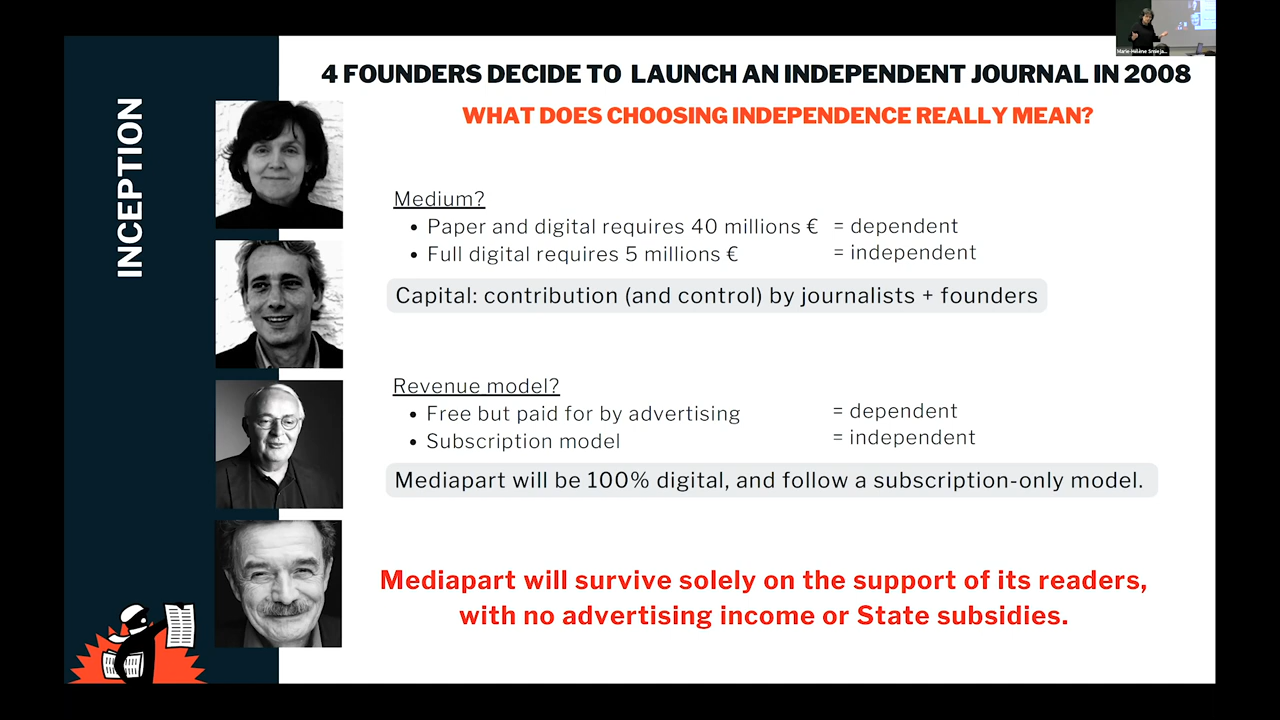 Marie-Hélène Smieja...
4 FOUNDERS DECIDE TO LAUNCH AN INDEPENDENT JOURNAL IN 2008
WHAT DOES CHOOSING INDEPENDENCE REALLY MEAN?
INCEPTION
Medium?
• Paper and digital requires 40 millions € = dependent
• Full digital requires 5 millions € = independent
Capital: contribution (and control) by journalists + founders
Revenue model?
• Free but paid for by advertising = dependent
• Subscription model = independent
Mediapart will be 100% digital, and follow a subscription-only model.
Mediapart will survive solely on the support of its readers,
with no advertising income or State subsidies.